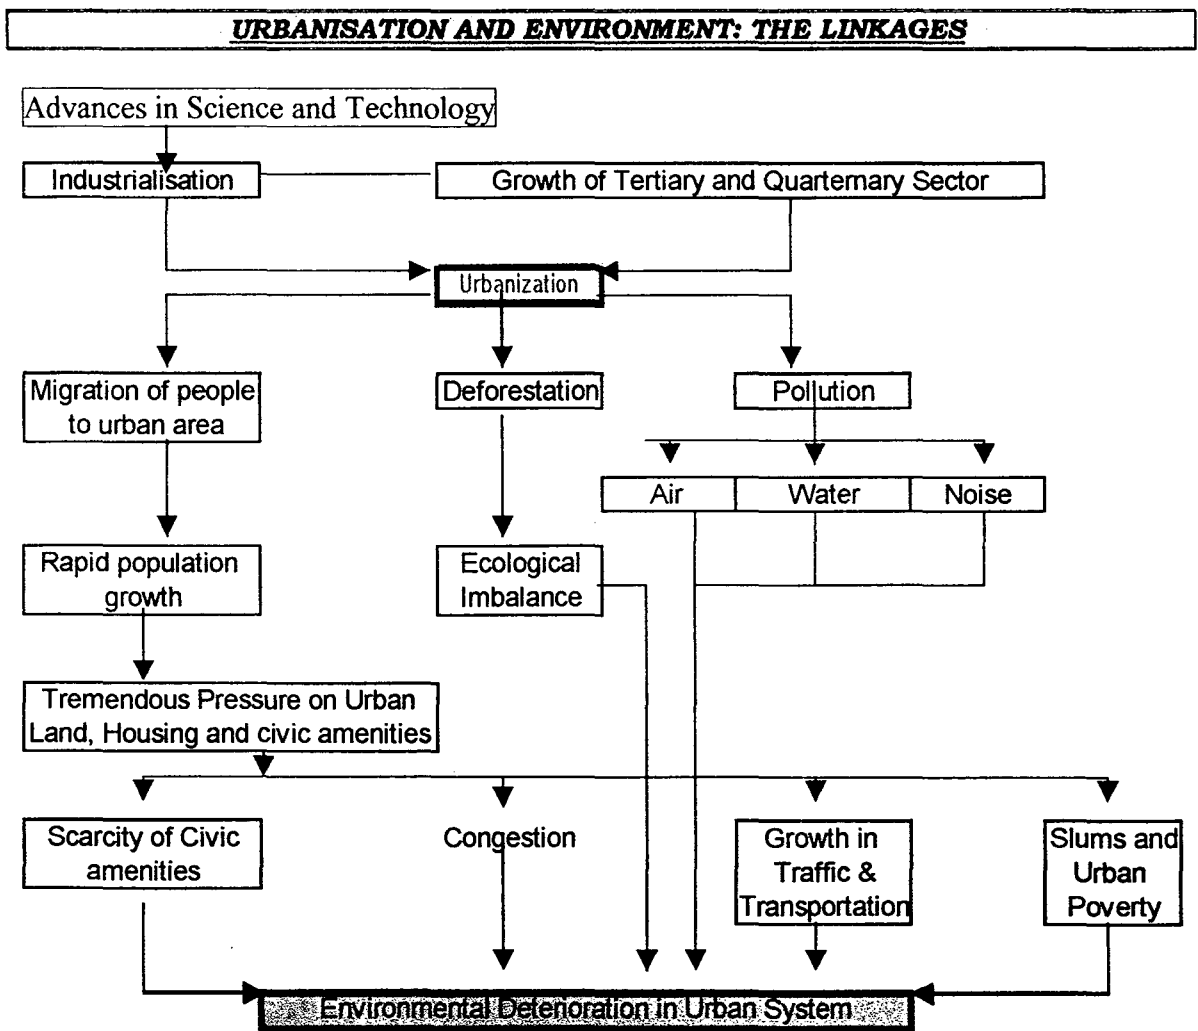 URBANISATION AND ENVIRONMENT: THE LINKAGES
Advances in Science and Technology
Industrialisation
Growth of Tertiary and Quarternary Sector
Urbanization
Migration of people
to urban area
Deforestation
Pollution
Air
Water
Noise
Rapid population
growth
Ecological
Imbalance
Tremendous Pressure on Urban
Land, Housing and civic amenities
Scarcity of Civic
amenities
Congestion
Growth in
Traffic &
Transportation
Slums and
Urban
Poverty
Environmental Deterioration in Urban System